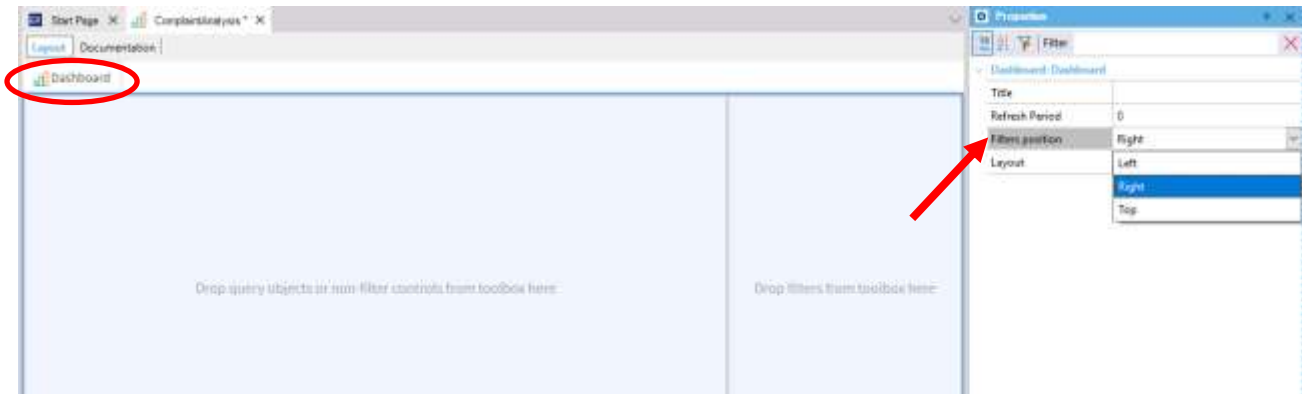 Start Page
ComplaintAnalysis *
Layout
Documentation
Dashboard
Drop query objects or non-filter controls from toolbox here
Drop filters from toolbox here
Properties
Filter
Dashboard: Dashboard
Title
Refresh Period 0
Filters position Right
Layout
Left
Right
Top